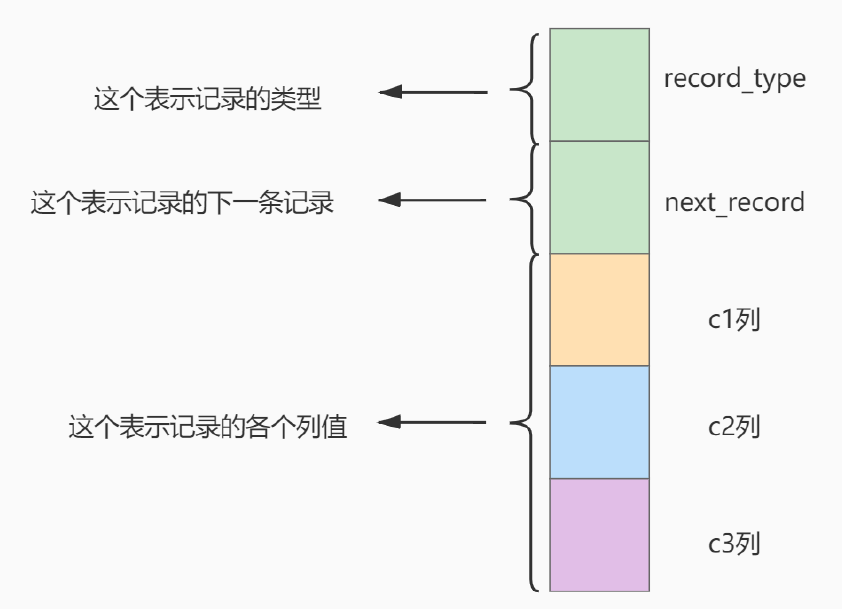 这个表示记录的类型
record_type
这个表示记录的下一条记录
next_record
c1列
这个表示记录的各个列值
c2列
c3列